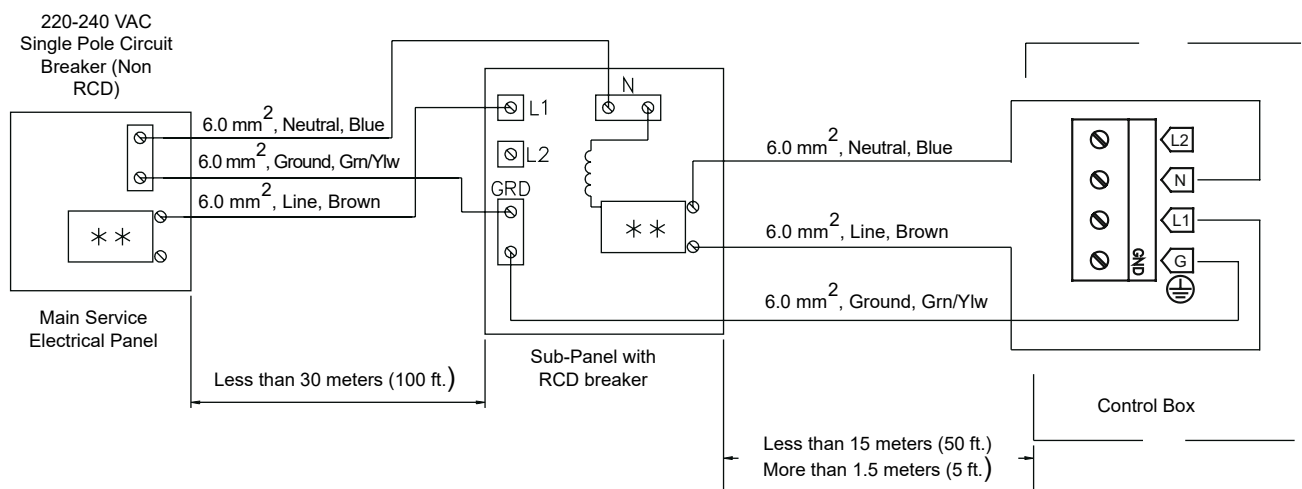 220-240 VAC
Single Pole Circuit
Breaker (Non
RCD)
6.0 mm², Neutral, Blue
6.0 mm², Ground, Grn/Ylw
6.0 mm², Line, Brown
**
Main Service
Electrical Panel
Less than 30 meters (100 ft.)
L1
N
L2
GRD
**
Sub-Panel with
RCD breaker
6.0 mm², Neutral, Blue
6.0 mm², Line, Brown
6.0 mm², Ground, Grn/Ylw
Less than 15 meters (50 ft.)
More than 1.5 meters (5 ft.)
L2
N
L1
G
GND
Control Box